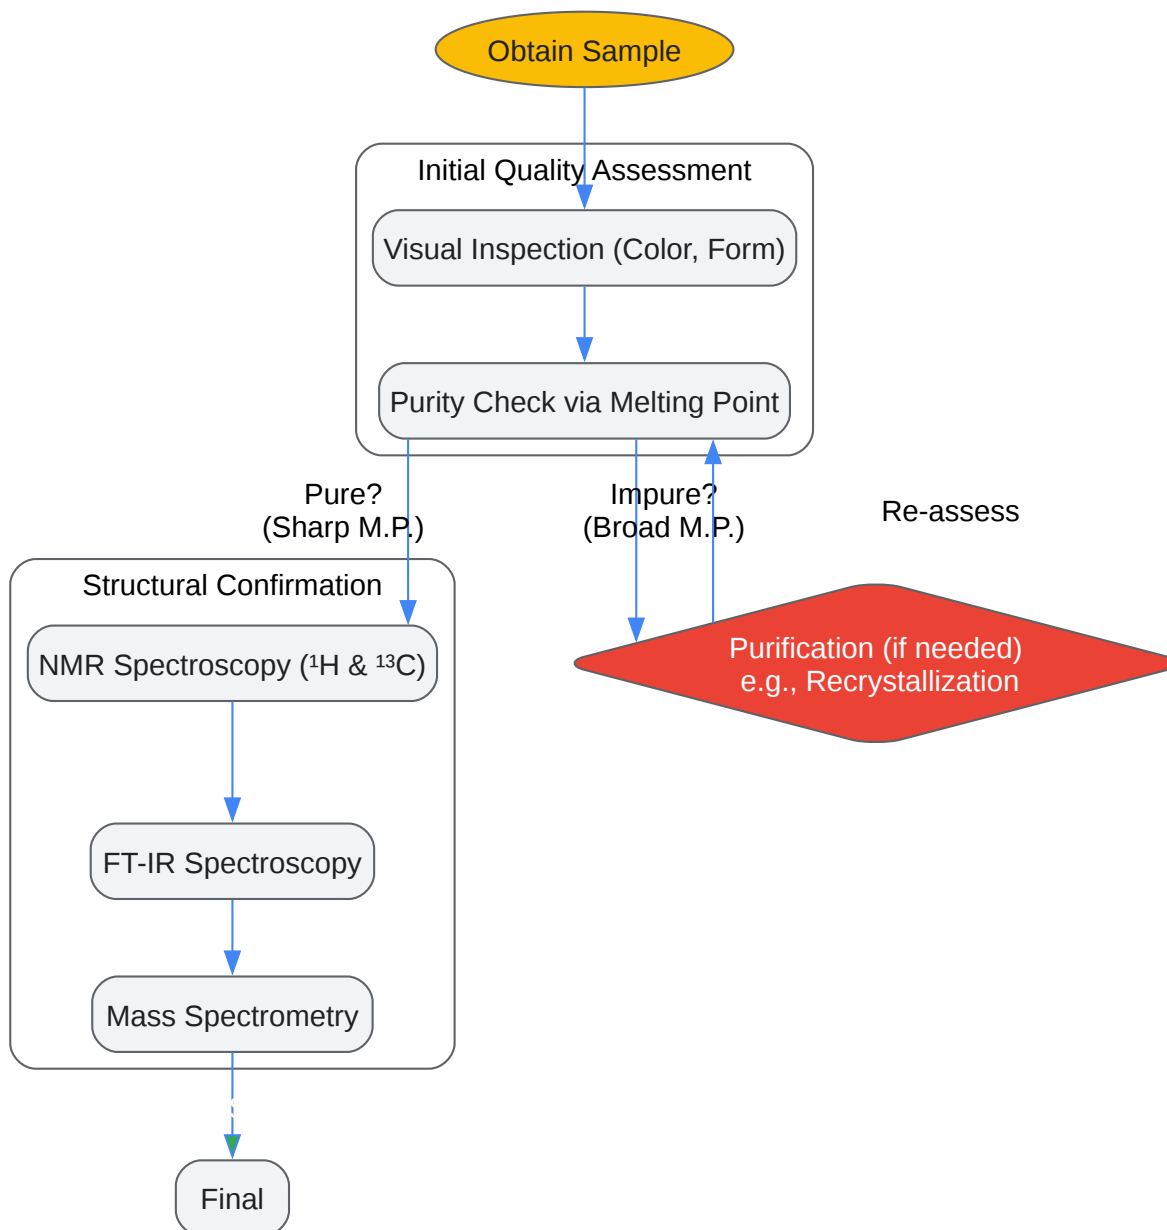 Obtain Sample
Initial Quality Assessment
Visual Inspection (Color, Form)
Purity Check via Melting Point
Pure?
(Sharp M.P.)
Impure?
(Broad M.P.)
Re-assess
Structural Confirmation
NMR Spectroscopy (¹H & ¹³C)
Purification (if needed)
e.g., Recrystallization
FT-IR Spectroscopy
Mass Spectrometry
Final